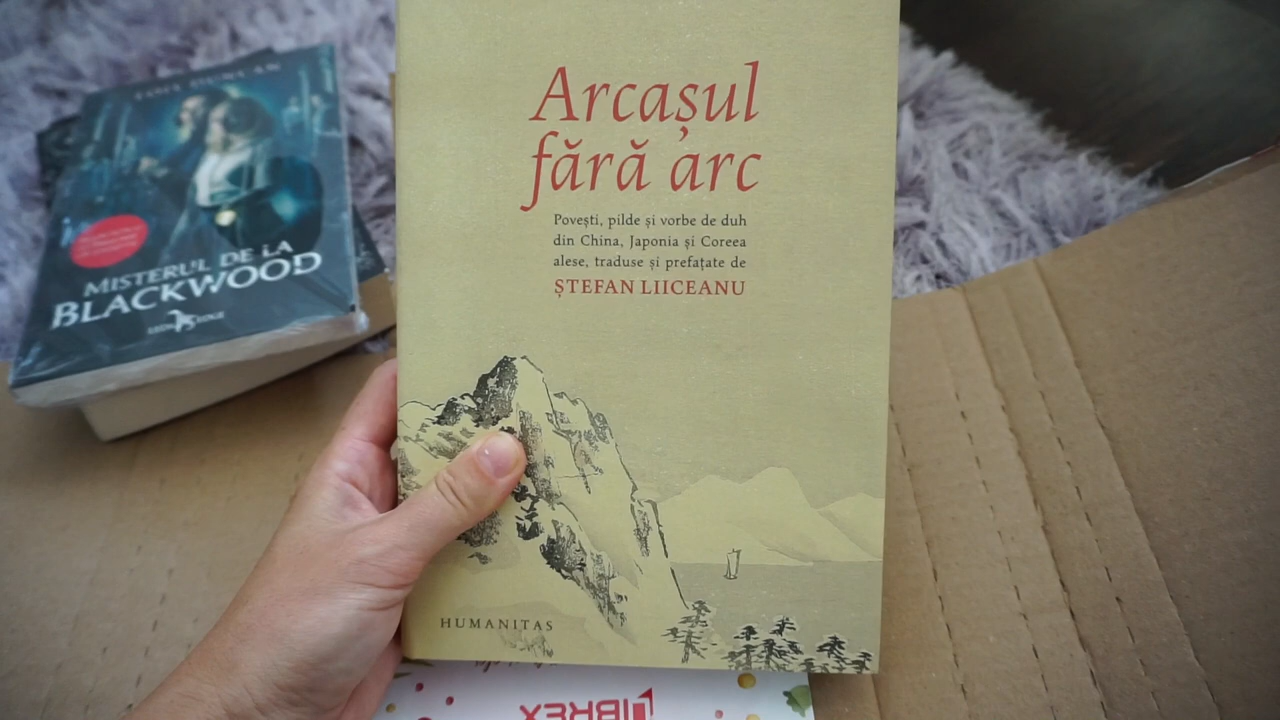 Arcașul
fără arc
Povești, pilde și vorbe de duh
din China, Japonia și Coreea
alese, traduse și prefațate de
ȘTEFAN LIICEANU
HUMANITAS
MISTERUL DE LA
BLACKWOOD
LIBREX